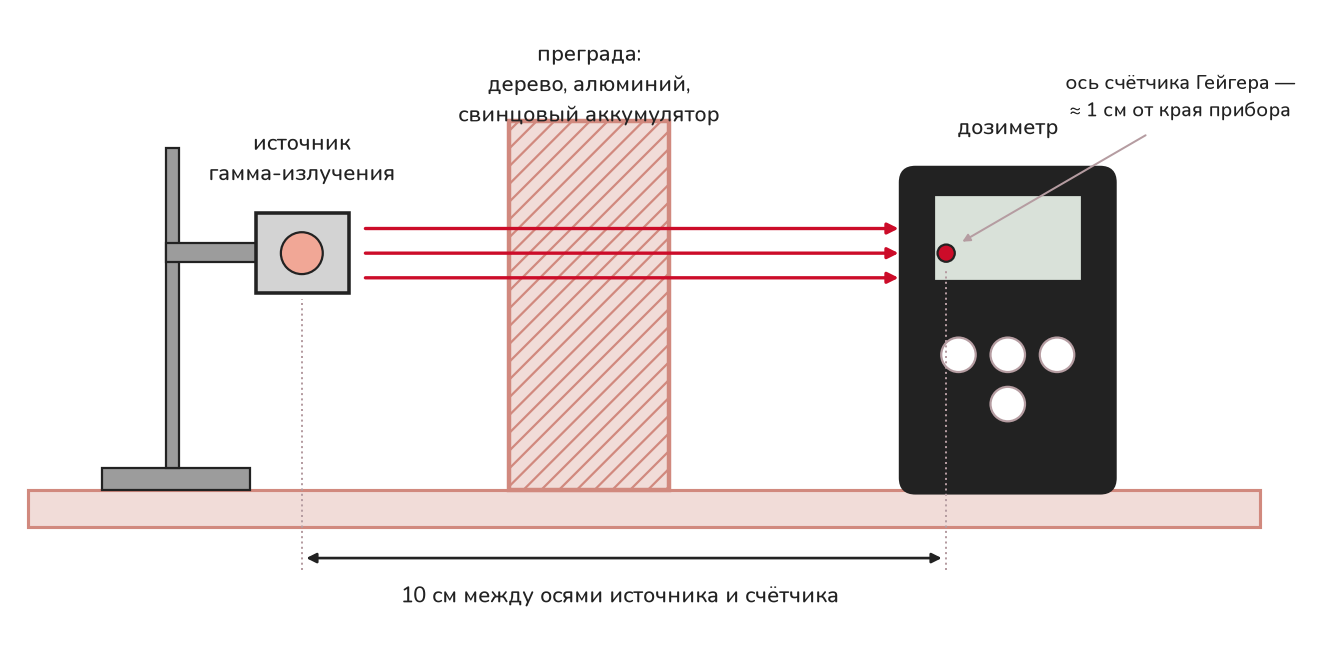 преграда:
дерево, алюминий,
свинцовый аккумулятор
источник
гамма-излучения
дозиметр
ось счётчика Гейгера —
≈ 1 см от края прибора
10 см между осями источника и счётчика